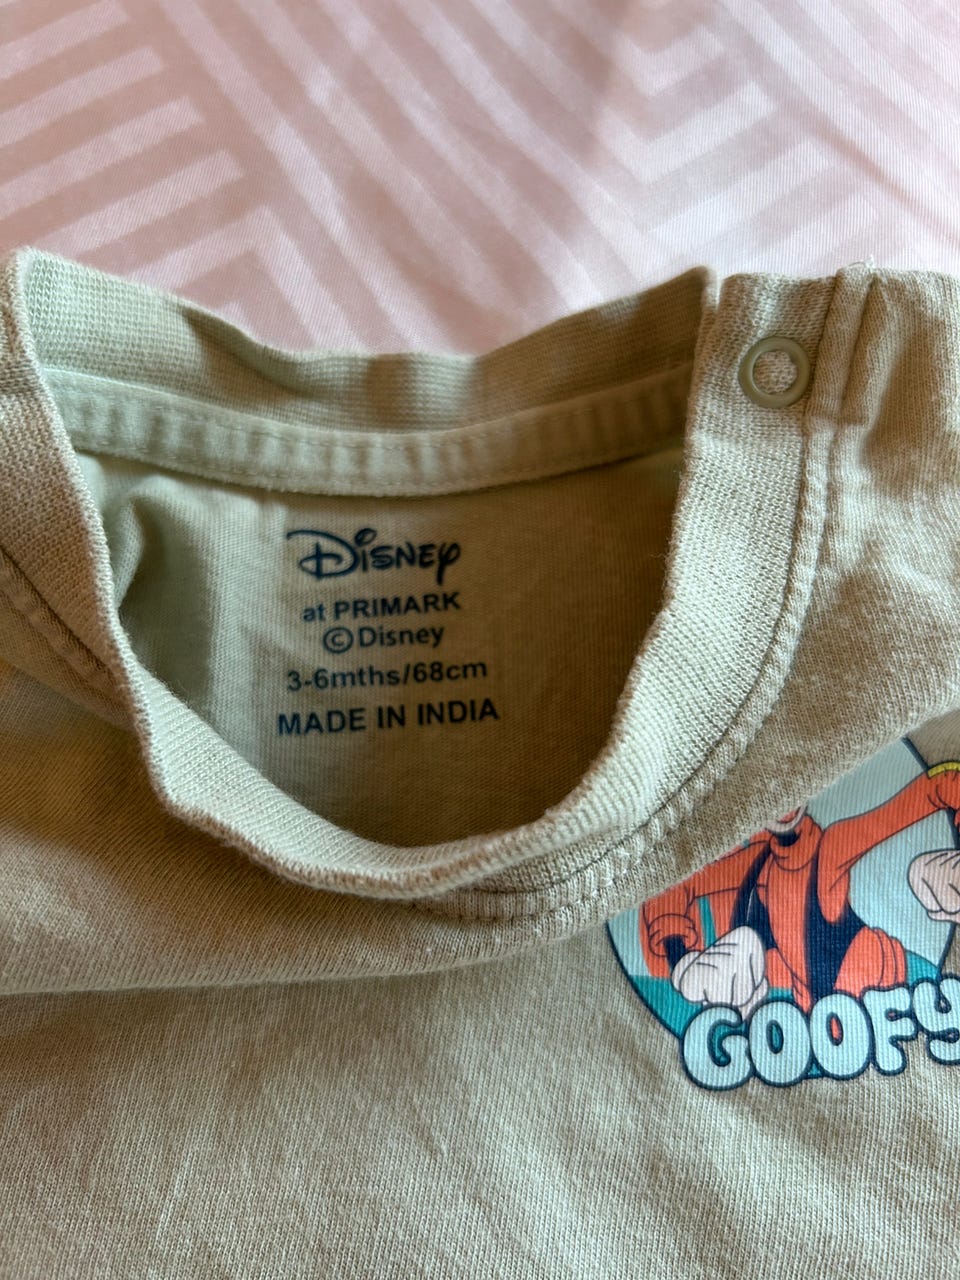 Disney
at PRIMARK
©Disney
3-6mths/68cm
MADE IN INDIA
GOOFY